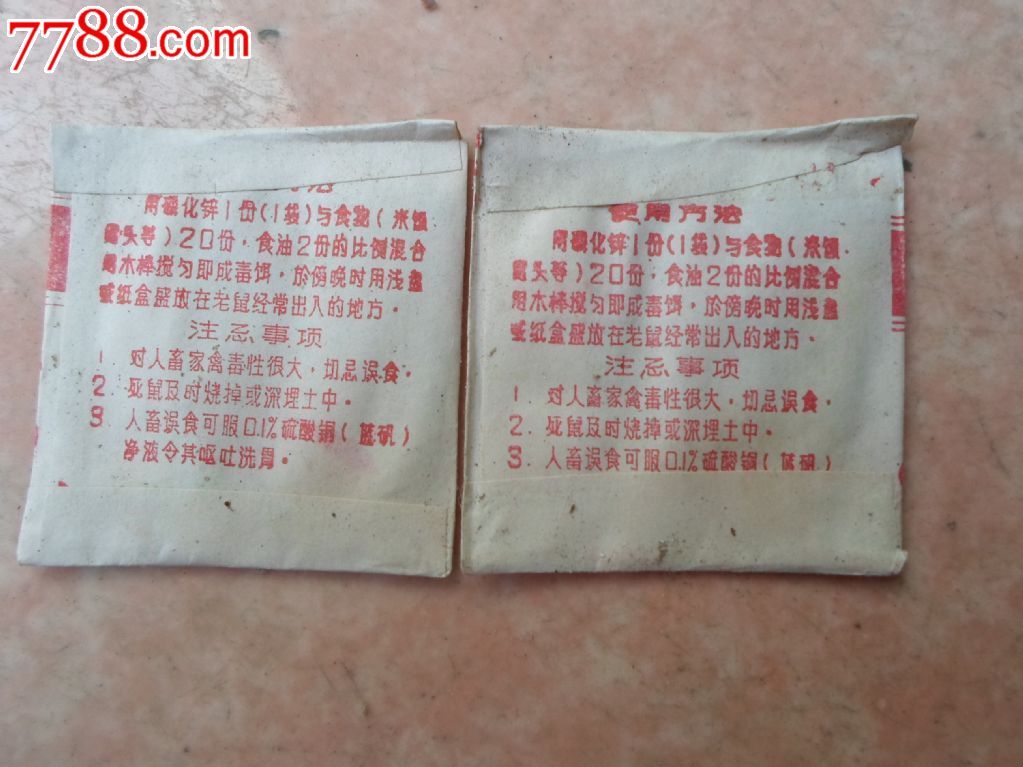 7788.com
用磷化锌1份(1袋)与食物(米饭.
窝头等)20份.食油2份的比例混合
用木棒搅匀即成毒饵,於傍晚时用浅盘
或纸盒盛放在老鼠经常出入的地方.
注忌事项
1. 对人畜家禽毒性很大,切忌误食.
2. 死鼠及时烧掉或深埋土中.
3. 人畜误食可服0.1%硫酸铜(蓝矾)
净液令其呕吐洗胃.
使用方法
用磷化锌1份(1袋)与食物(米饭.
窝头等)20份.食油2份的比例混合
用木棒搅匀即成毒饵,於傍晚时用浅盘
或纸盒盛放在老鼠经常出入的地方.
注忌事项
1. 对人畜家禽毒性很大,切忌误食.
2. 死鼠及时烧掉或深埋土中.
3. 人畜误食可服0.1%硫酸铜(蓝矾)